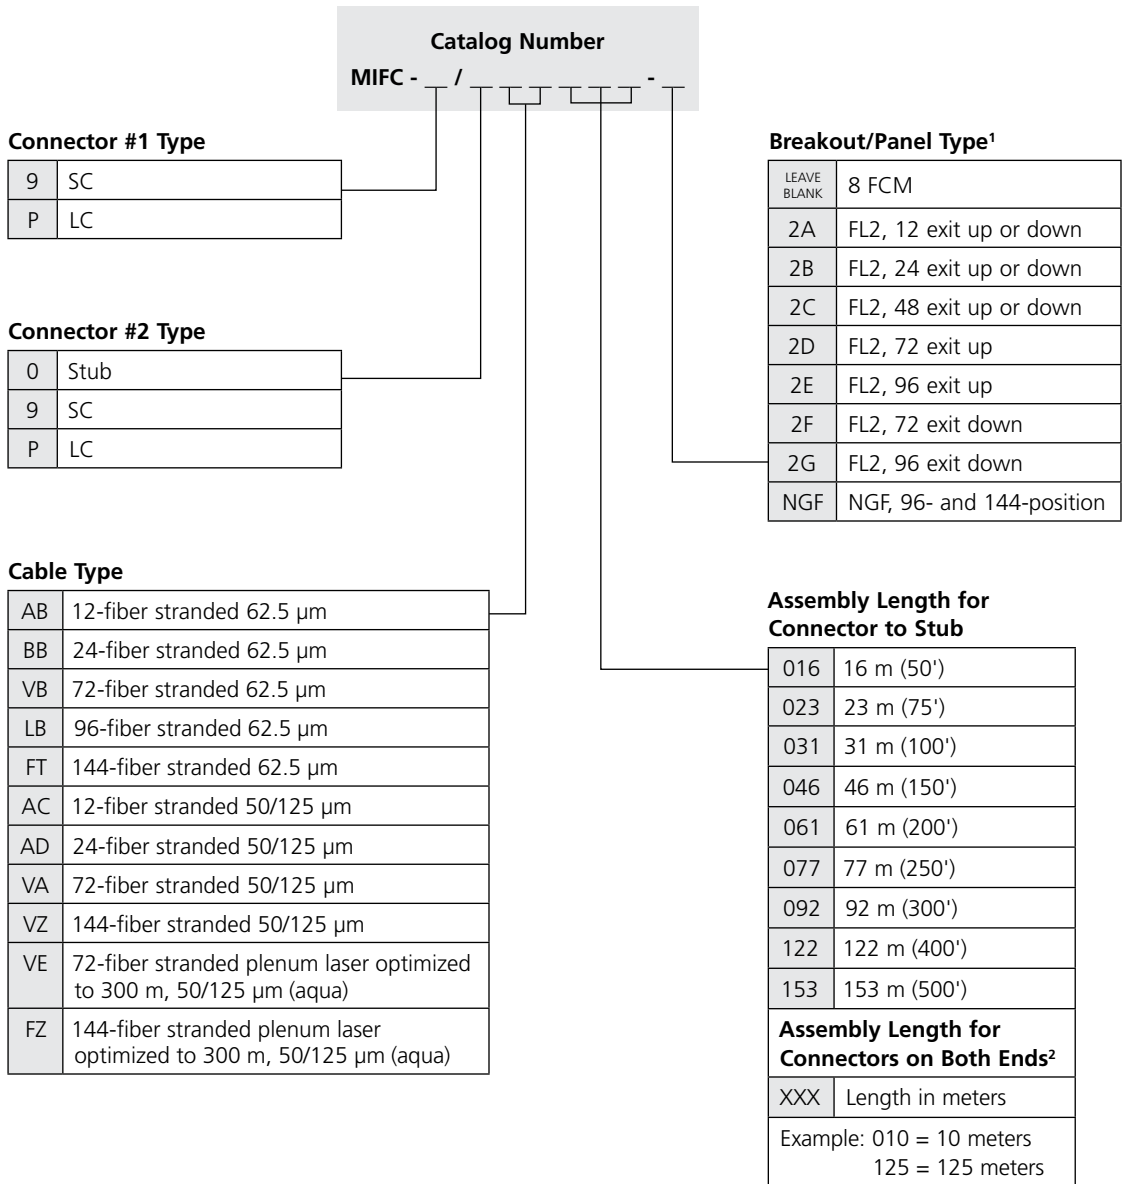 Catalog Number
MIFC - __ / __ __ __ __ __ __ - __
Connector #1 Type
9 SC
P LC
Connector #2 Type
0 Stub
9 SC
P LC
Cable Type
AB 12-fiber stranded 62.5 µm
BB 24-fiber stranded 62.5 µm
VB 72-fiber stranded 62.5 µm
LB 96-fiber stranded 62.5 µm
FT 144-fiber stranded 62.5 µm
AC 12-fiber stranded 50/125 µm
AD 24-fiber stranded 50/125 µm
VA 72-fiber stranded 50/125 µm
VZ 144-fiber stranded 50/125 µm
VE 72-fiber stranded plenum laser optimized
to 300 m, 50/125 µm (aqua)
FZ 144-fiber stranded plenum laser
optimized to 300 m, 50/125 µm (aqua)
Breakout/Panel Type¹
LEAVE
BLANK 8 FCM
2A FL2, 12 exit up or down
2B FL2, 24 exit up or down
2C FL2, 48 exit up or down
2D FL2, 72 exit up
2E FL2, 96 exit up
2F FL2, 72 exit down
2G FL2, 96 exit down
NGF NGF, 96- and 144-position
Assembly Length for
Connector to Stub
016 16 m (50')
023 23 m (75')
031 31 m (100')
046 46 m (150')
061 61 m (200')
077 77 m (250')
092 92 m (300')
122 122 m (400')
153 153 m (500')
Assembly Length for
Connectors on Both Ends²
XXX Length in meters
Example: 010 = 10 meters
125 = 125 meters